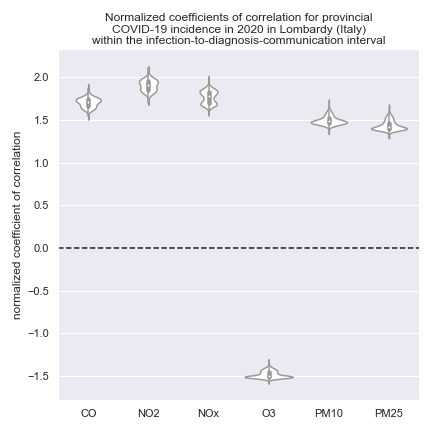 Normalized coefficients of correlation for provincial
COVID-19 incidence in 2020 in Lombardy (Italy)
within the infection-to-diagnosis-communication interval
normalized coefficient of correlation
2.0
1.5
1.0
0.5
0.0
−0.5
−1.0
−1.5
CO NO2 NOx O3 PM10 PM25